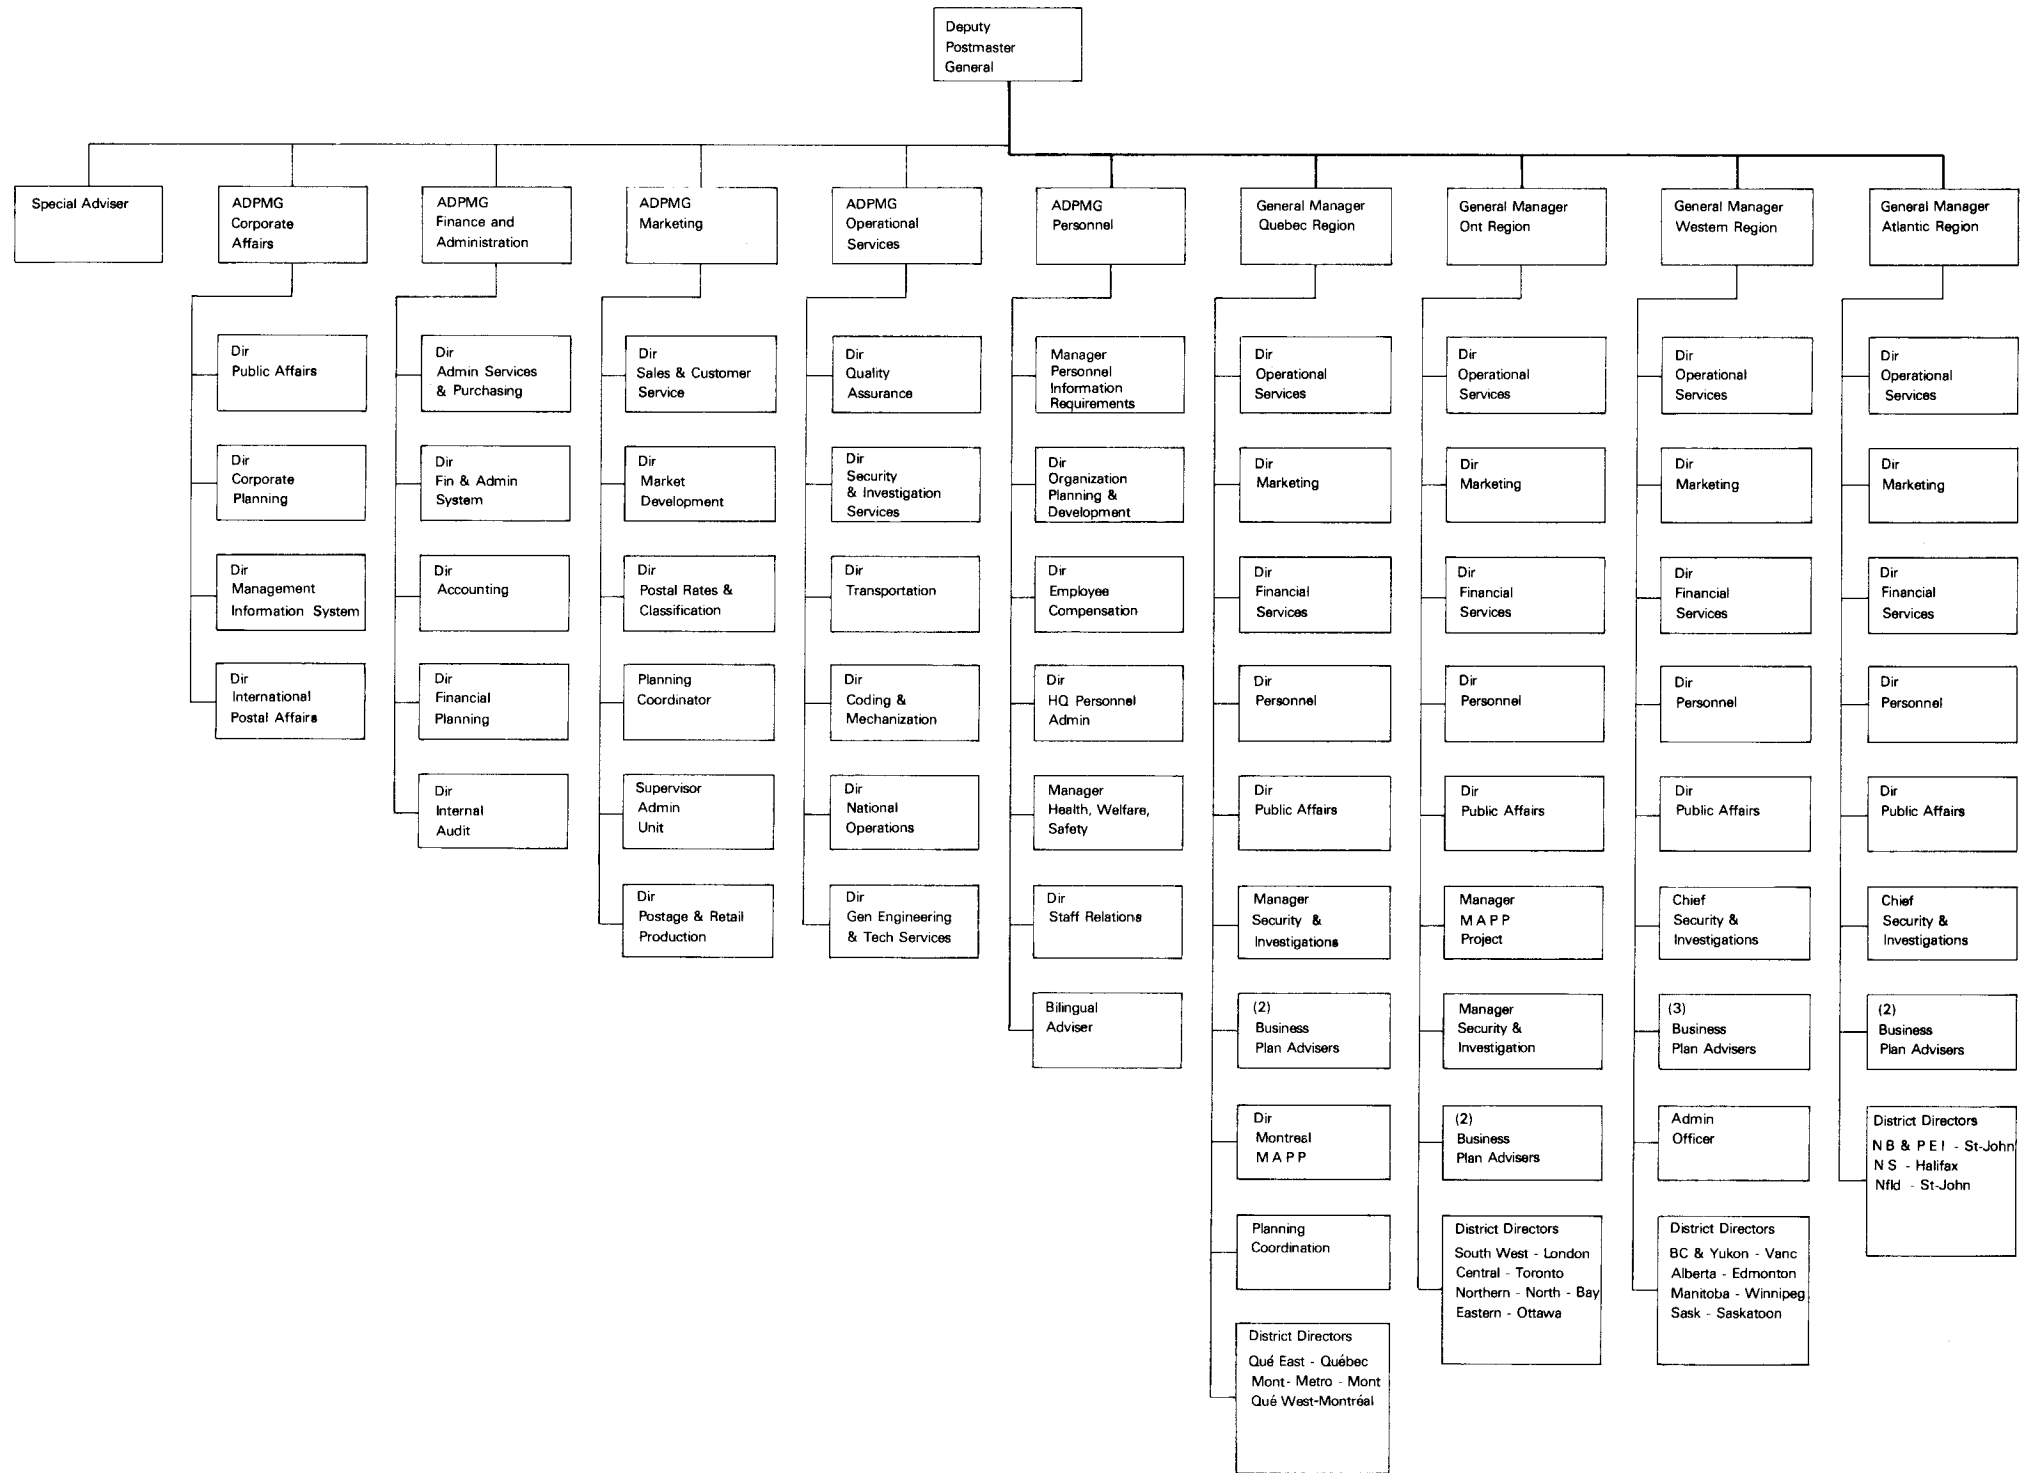 Deputy
Postmaster
General
Special Adviser
ADPMG
Corporate
Affairs
ADPMG
Finance and
Administration
ADPMG
Marketing
ADPMG
Operational
Services
ADPMG
Personnel
General Manager
Quebec Region
General Manager
Ont Region
General Manager
Western Region
General Manager
Atlantic Region
Dir
Public Affairs
Dir
Corporate
Planning
Dir
Management
Information System
Dir
International
Postal Affairs
Dir
Admin Services
& Purchasing
Dir
Fin & Admin
System
Dir
Accounting
Dir
Financial
Planning
Dir
Internal
Audit
Dir
Sales & Customer
Service
Dir
Market
Development
Dir
Postal Rates &
Classification
Planning
Coordinator
Supervisor
Admin
Unit
Dir
Postage & Retail
Production
Dir
Quality
Assurance
Dir
Security
& Investigation
Services
Dir
Transportation
Dir
Coding &
Mechanization
Dir
National
Operations
Dir
Gen Engineering
& Tech Services
Manager
Personnel
Information
Requirements
Dir
Organization
Planning &
Development
Dir
Employee
Compensation
Dir
HQ Personnel
Admin
Manager
Health, Welfare,
Safety
Dir
Staff Relations
Bilingual
Adviser
Dir
Operational
Services
Dir
Marketing
Dir
Financial
Services
Dir
Personnel
Dir
Public Affairs
Manager
Security &
Investigations
(2)
Business
Plan Advisers
Dir
Montreal
M A P P
Planning
Coordination
District Directors
Qué East - Québec
Mont- Metro - Mont
Qué West-Montréal
Dir
Operational
Services
Dir
Marketing
Dir
Financial
Services
Dir
Personnel
Dir
Public Affairs
Manager
M A P P
Project
Manager
Security &
Investigation
(2)
Business
Plan Advisers
District Directors
South West - London
Central - Toronto
Northern - North - Bay
Eastern - Ottawa
Dir
Operational
Services
Dir
Marketing
Dir
Financial
Services
Dir
Personnel
Dir
Public Affairs
Chief
Security &
Investigations
(3)
Business
Plan Advisers
Admin
Officer
District Directors
BC & Yukon - Vanc
Alberta - Edmonton
Manitoba - Winnipeg
Sask - Saskatoon
Dir
Operational
Services
Dir
Marketing
Dir
Financial
Services
Dir
Personnel
Dir
Public Affairs
Chief
Security &
Investigations
(2)
Business
Plan Advisers
District Directors
N B & P E I - St-John
N S - Halifax
Nfld - St-John